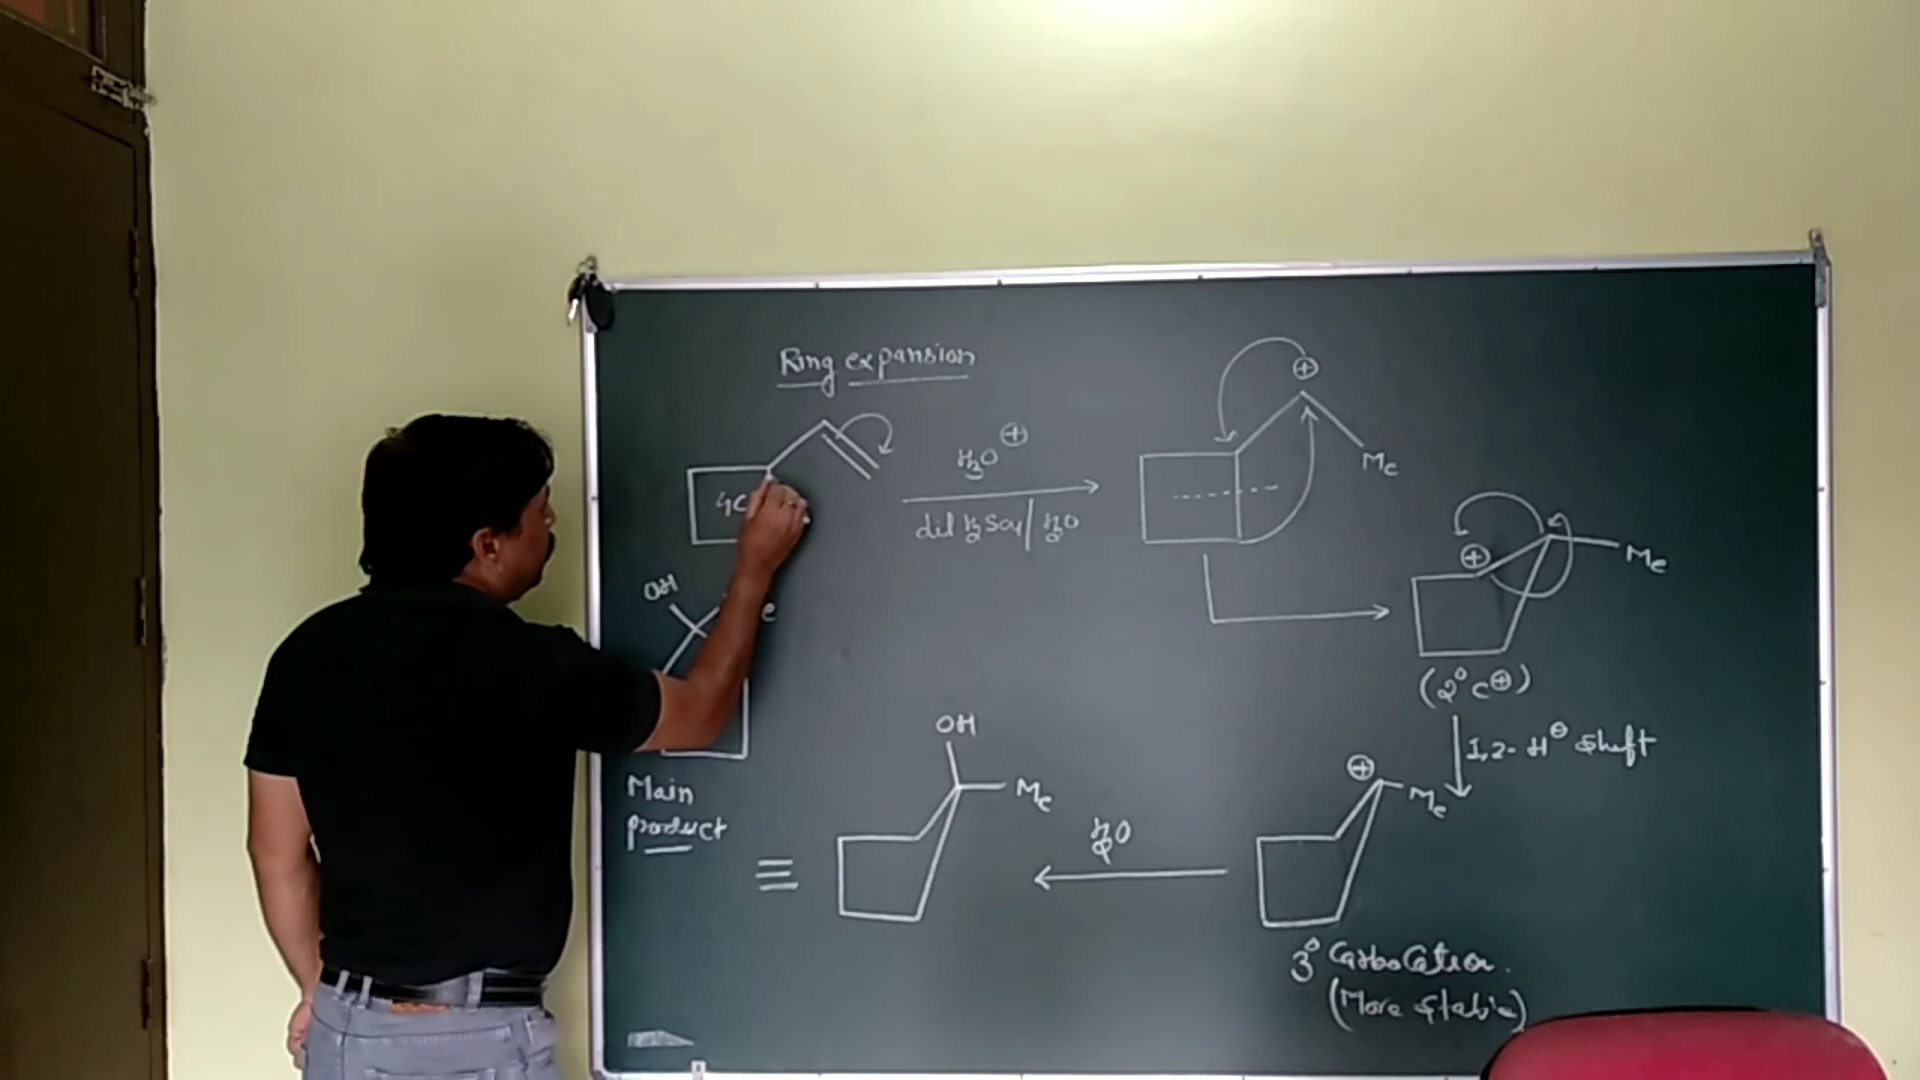 Ring expansion
4C
H3O⊕
dil H2SO4/H2O
⊕
Me
⊕
Me
(2° C⊕)
1,2- H⊖ Shift
OH
e
Main
product
≡
OH
Me
H2O
⊕
Me
3° Carbocation.
(More stable)